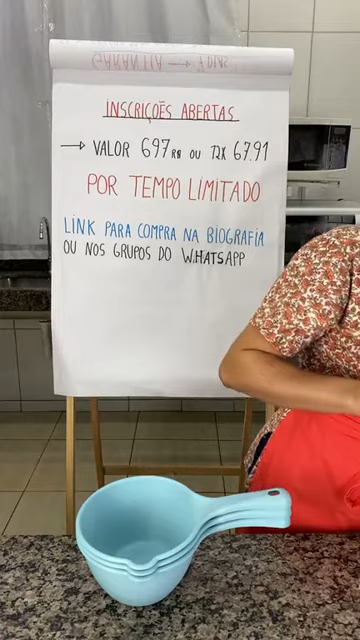 INSCRIÇÕES ABERTAS
→ VALOR 697R$ OU 12X 67.91
POR TEMPO LIMITADO
LINK PARA COMPRA NA BIOGRAFIA
OU NOS GRUPOS DO WHATSAPP